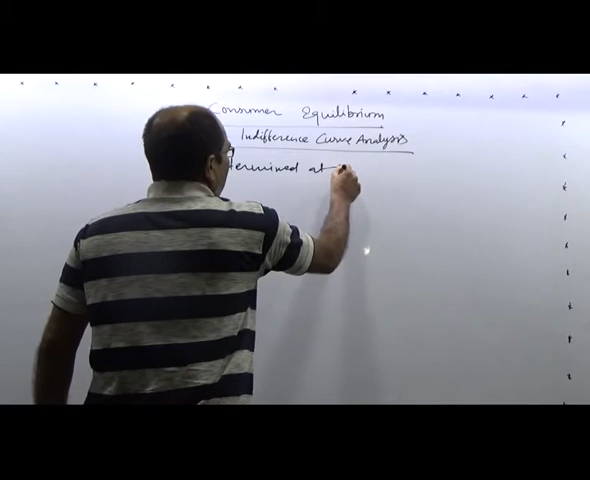 Consumer Equilibrium
Indifference Curve Analysis
termined at